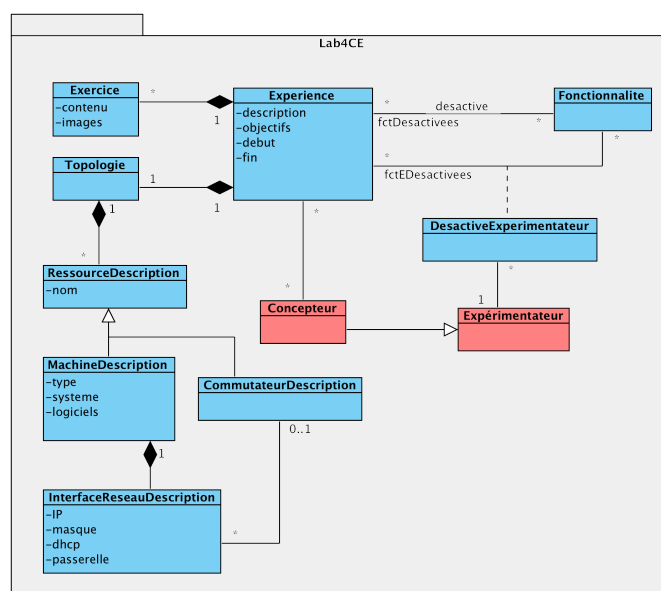 Lab4CE
Exercice
-contenu
-images
*
1
Experience
-description
-objectifs
-debut
-fin
*
desactive
fctDesactivees
*
Fonctionnalite
*
*
fctEDesactivees
Topologie
1
1
1
*
DesactiveExperimentateur
*
1
*
*
RessourceDescription
-nom
Concepteur
Expérimentateur
MachineDescription
-type
-systeme
-logiciels
1
CommutateurDescription
0..1
*
InterfaceReseauDescription
-IP
-masque
-dhcp
-passerelle